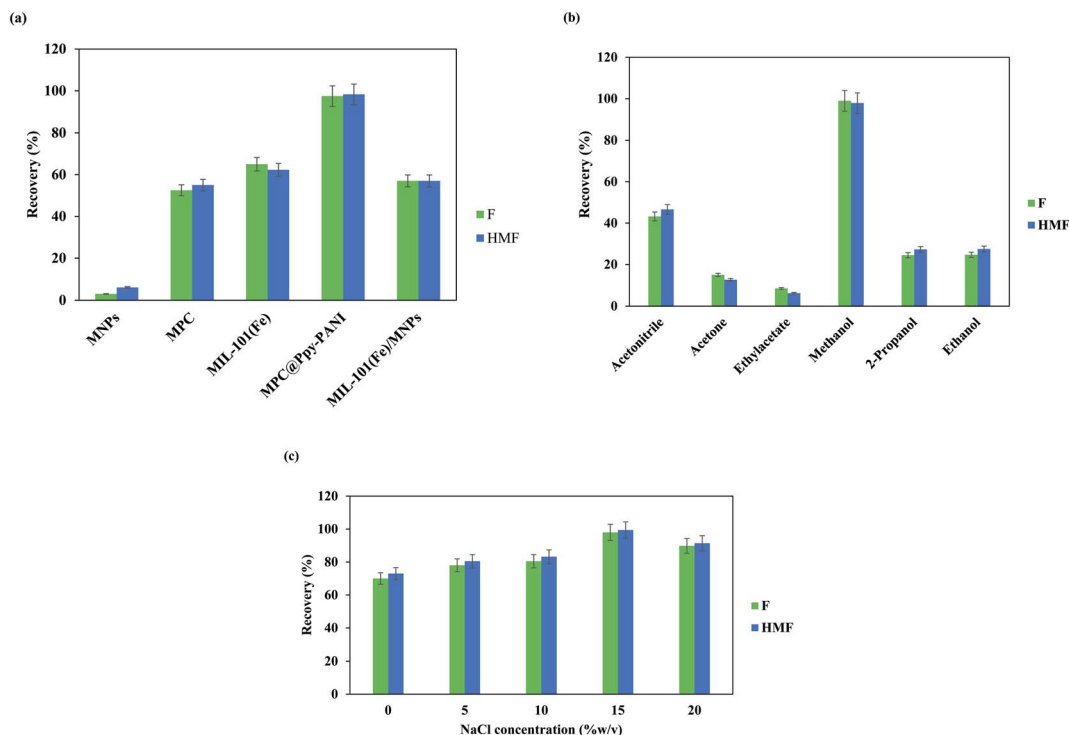 (a)
120
100
80
60
40
20
0
Recovery (%)
MNPs
MPC
MIL-101(Fe)
MPC@Ppy-PANI
MIL-101(Fe)/MNPs
F
HMF
(b)
120
100
80
60
40
20
0
Recovery (%)
Acetonitrile
Acetone
Ethylacetate
Methanol
2-Propanol
Ethanol
F
HMF
(c)
120
100
80
60
40
20
0
Recovery (%)
0 5 10 15 20
NaCl concentration (%w/v)
F
HMF